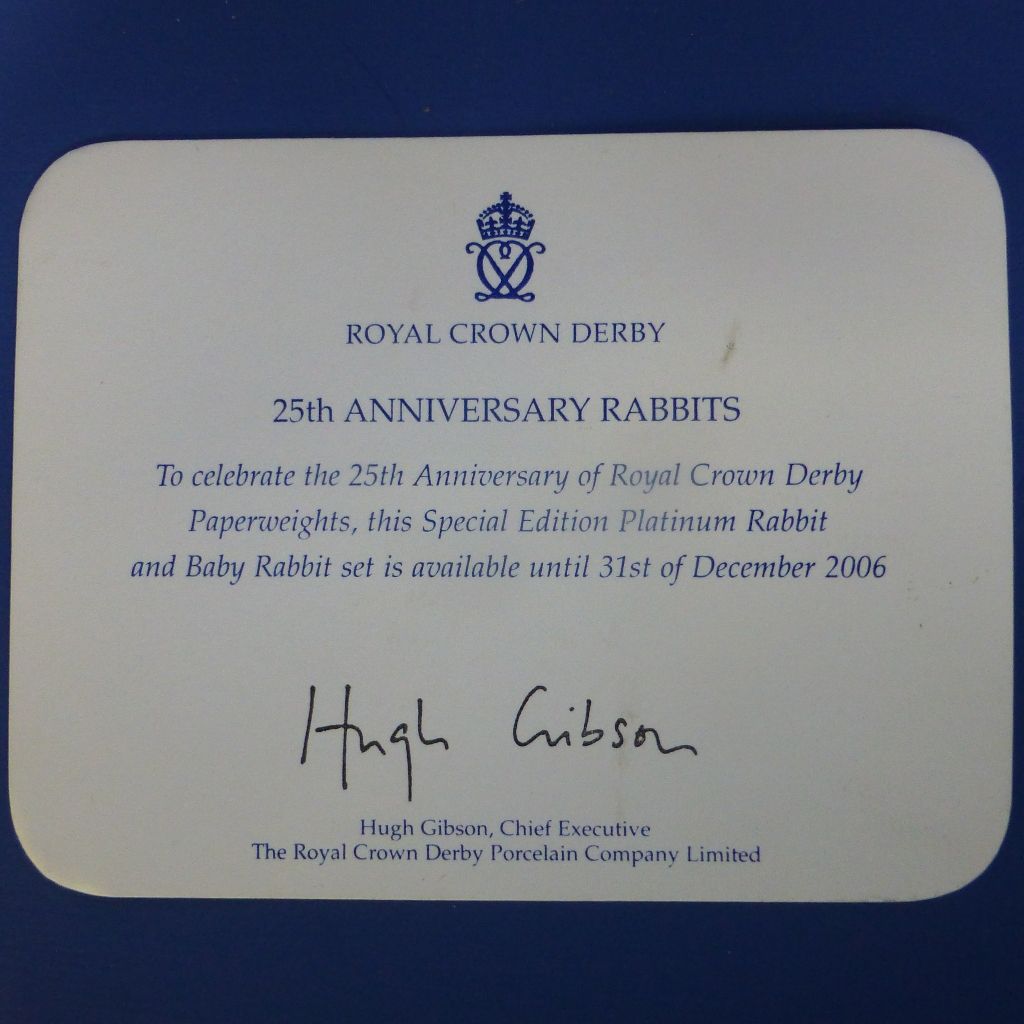 ROYAL CROWN DERBY
25th ANNIVERSARY RABBITS
To celebrate the 25th Anniversary of Royal Crown Derby
Paperweights, this Special Edition Platinum Rabbit
and Baby Rabbit set is available until 31st of December 2006
Hugh Gibson
Hugh Gibson, Chief Executive
The Royal Crown Derby Porcelain Company Limited